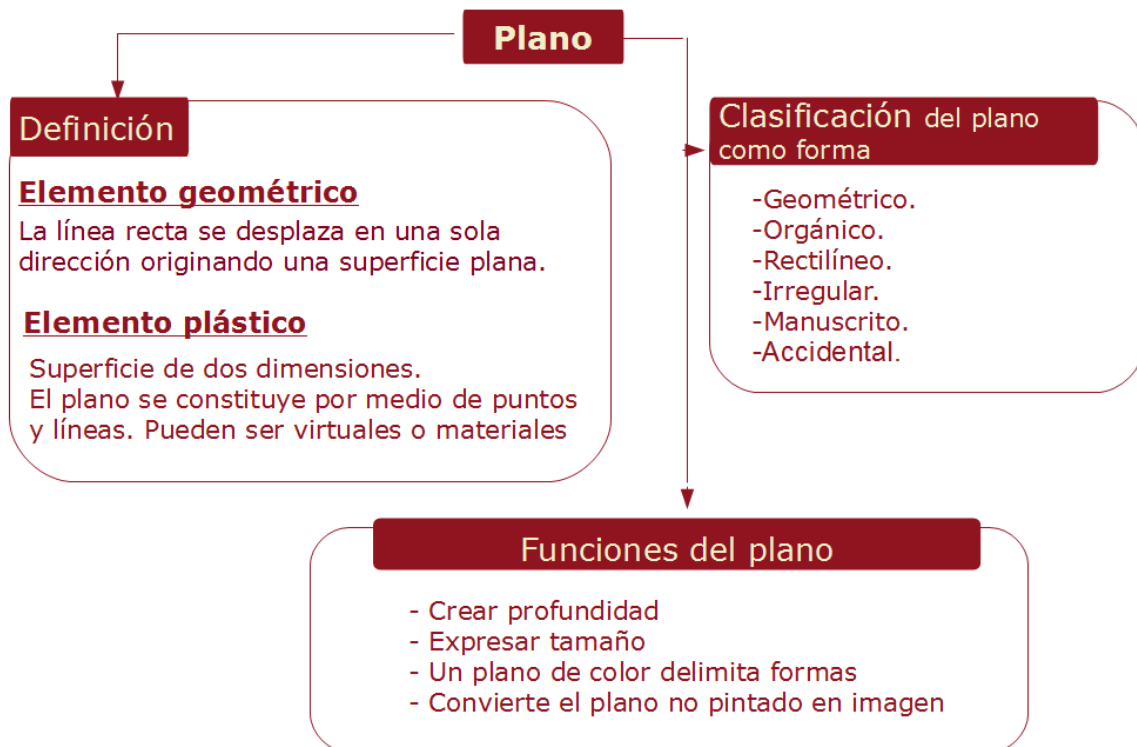 Plano
Definición
Elemento geométrico
La línea recta se desplaza en una sola
dirección originando una superficie plana.
Elemento plástico
Superficie de dos dimensiones.
El plano se constituye por medio de puntos
y líneas. Pueden ser virtuales o materiales
Clasificación del plano
como forma
-Geométrico.
-Orgánico.
-Rectilíneo.
-Irregular.
-Manuscrito.
-Accidental.
Funciones del plano
- Crear profundidad
- Expresar tamaño
- Un plano de color delimita formas
- Convierte el plano no pintado en imagen